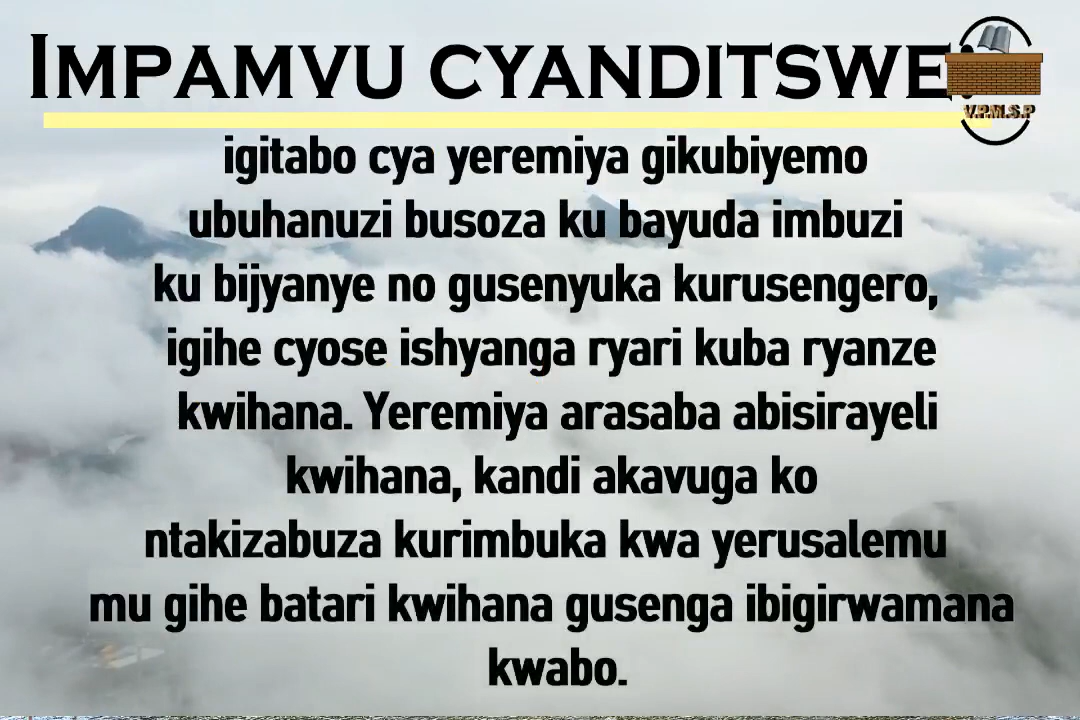 IMPAMVU CYANDITSWE:
V.P.M.S.P
igitabo cya yeremiya gikubiyemo
ubuhanuzi busoza ku bayuda imbuzi
ku bijyanye no gusenyuka kurusengero,
igihe cyose ishyanga ryari kuba ryanze
kwihana. Yeremiya arasaba abisirayeli
kwihana, kandi akavuga ko
ntakizabuza kurimbuka kwa yerusalemu
mu gihe batari kwihana gusenga ibigirwamana
kwabo.